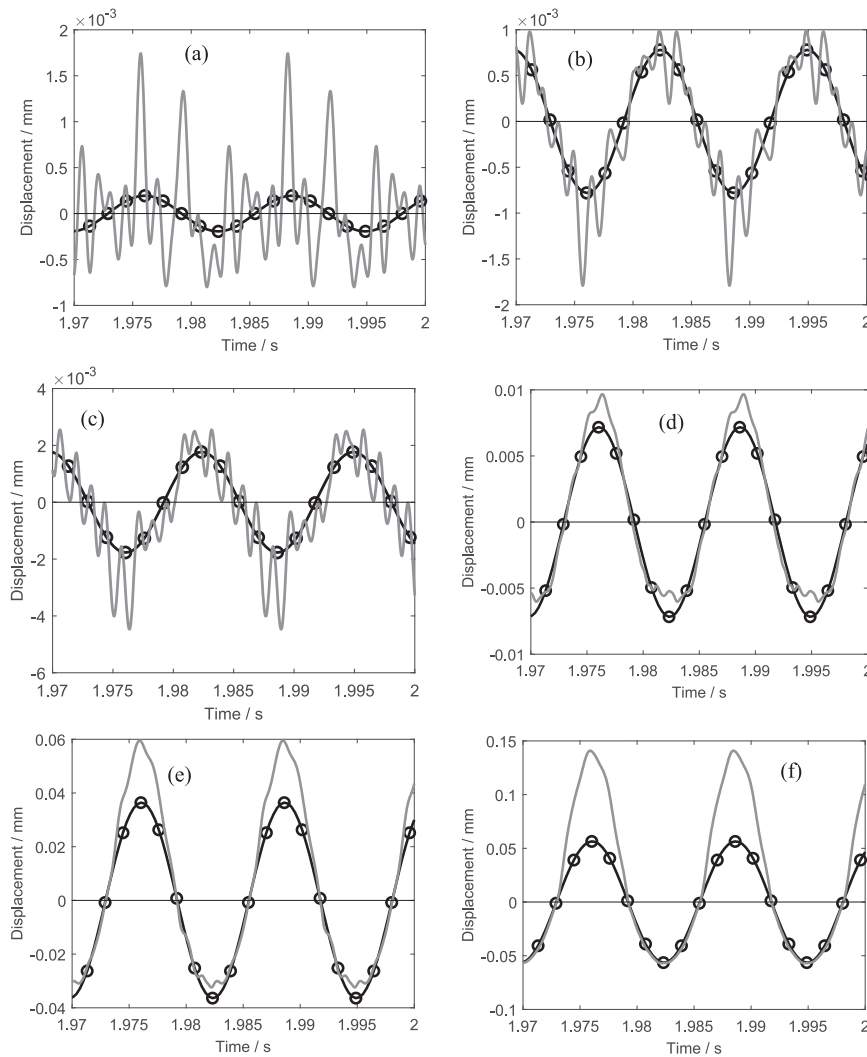 ×10⁻³
2
(a)
1.5
1
0.5
0
-0.5
-1
1.97 1.975 1.98 1.985 1.99 1.995 2
Time / s
Displacement / mm
×10⁻³
1
(b)
0.5
0
-0.5
-1
-1.5
-2
1.97 1.975 1.98 1.985 1.99 1.995 2
Time / s
Displacement / mm
×10⁻³
4
(c)
2
0
-2
-4
-6
1.97 1.975 1.98 1.985 1.99 1.995 2
Time / s
Displacement / mm
0.01
(d)
0.005
0
-0.005
-0.01
1.97 1.975 1.98 1.985 1.99 1.995 2
Time / s
Displacement / mm
0.06
(e)
0.04
0.02
0
-0.02
-0.04
1.97 1.975 1.98 1.985 1.99 1.995 2
Time / s
Displacement / mm
0.15
(f)
0.1
0.05
0
-0.05
-0.1
1.97 1.975 1.98 1.985 1.99 1.995 2
Time / s
Displacement / mm